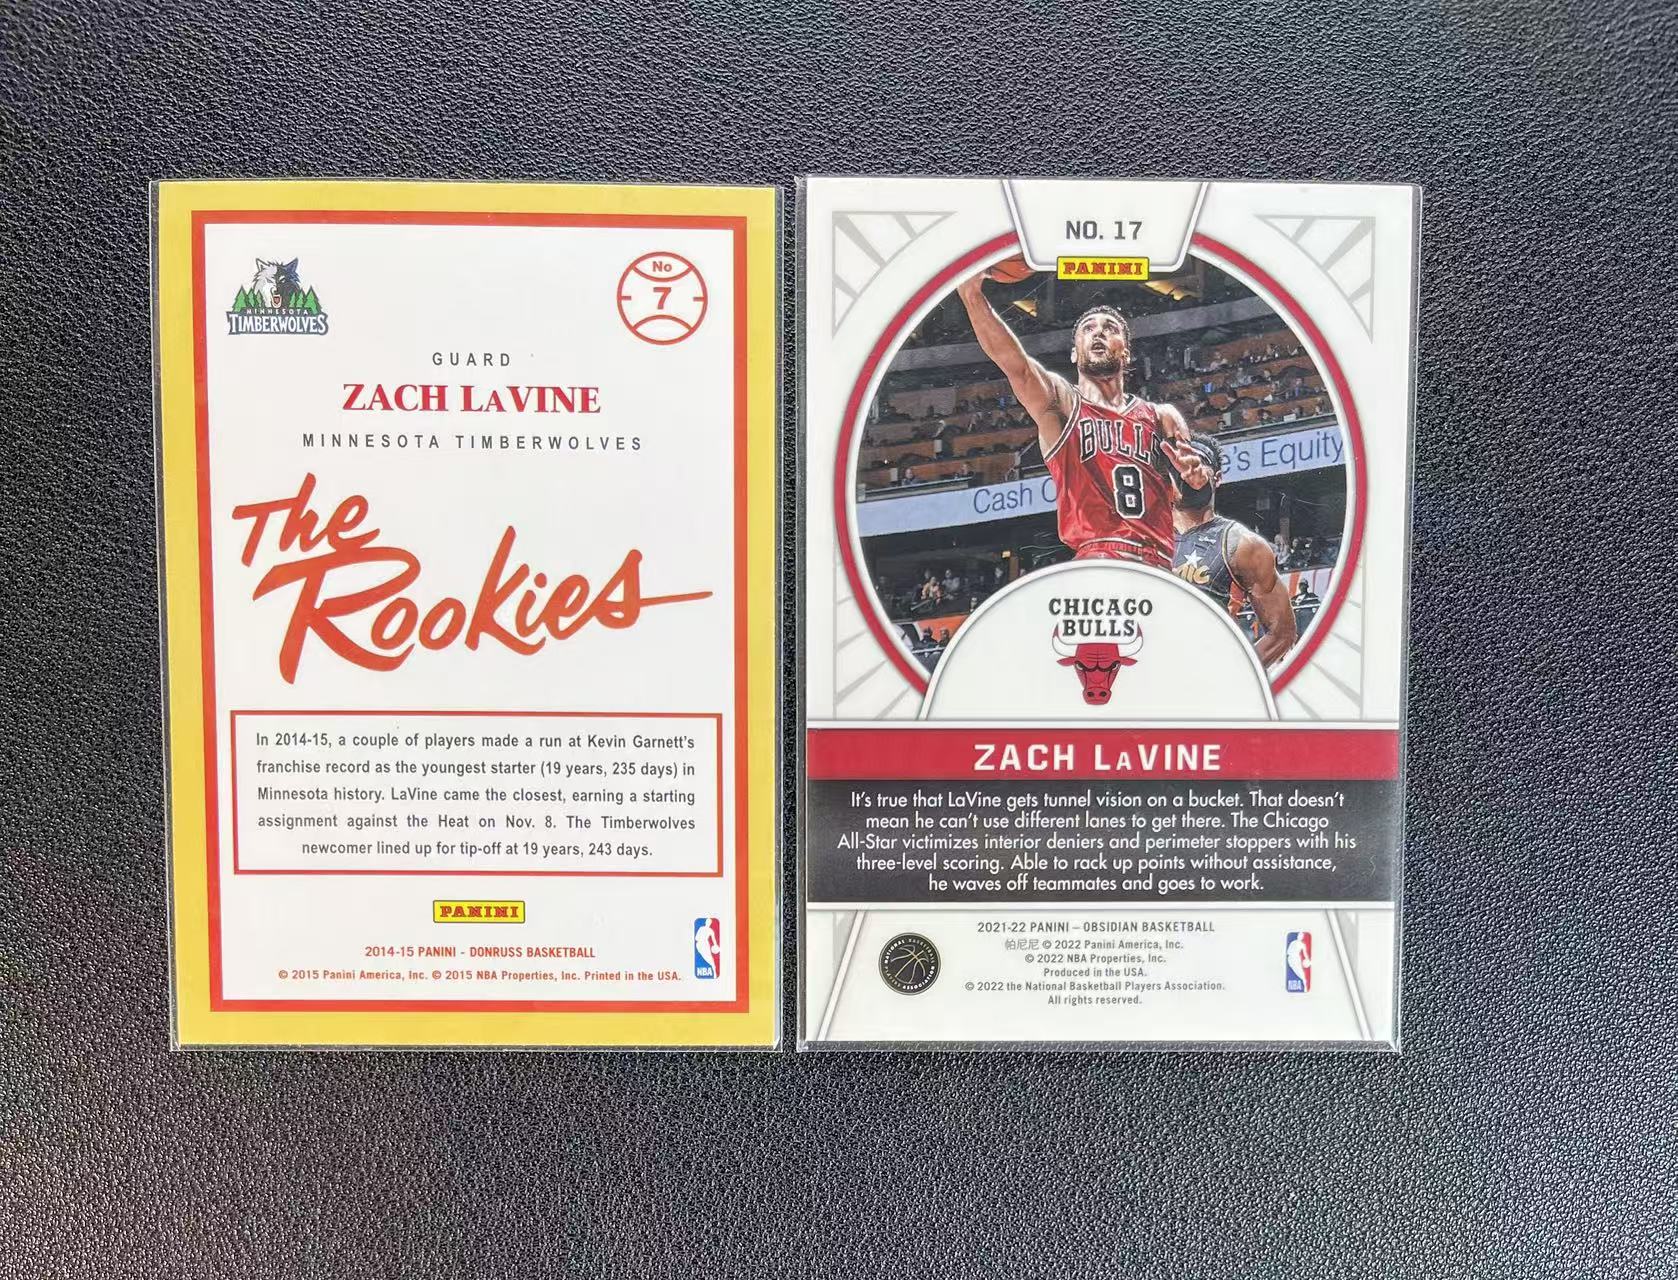 MINNESOTA
TIMBERWOLVES
No
7
GUARD
ZACH LAVINE
MINNESOTA TIMBERWOLVES
The
Rookies
In 2014-15, a couple of players made a run at Kevin Garnett's
franchise record as the youngest starter (19 years, 235 days) in
Minnesota history. LaVine came the closest, earning a starting
assignment against the Heat on Nov. 8. The Timberwolves
newcomer lined up for tip-off at 19 years, 243 days.
PANINI
2014-15 PANINI - DONRUSS BASKETBALL
© 2015 Panini America, Inc. © 2015 NBA Properties, Inc. Printed in the USA.
NBA
NO. 17
PANINI
's Equity
Cash
BULL
8
CHICAGO
BULLS
ZACH LAVINE
It's true that LaVine gets tunnel vision on a bucket. That doesn't
mean he can't use different lanes to get there. The Chicago
All-Star victimizes interior deniers and perimeter stoppers with his
three-level scoring. Able to rack up points without assistance,
he waves off teammates and goes to work.
2021-22 PANINI – OBSIDIAN BASKETBALL
帕尼尼 © 2022 Panini America, Inc.
© 2022 NBA Properties, Inc.
Produced in the USA.
© 2022 the National Basketball Players Association.
All rights reserved.
NBA